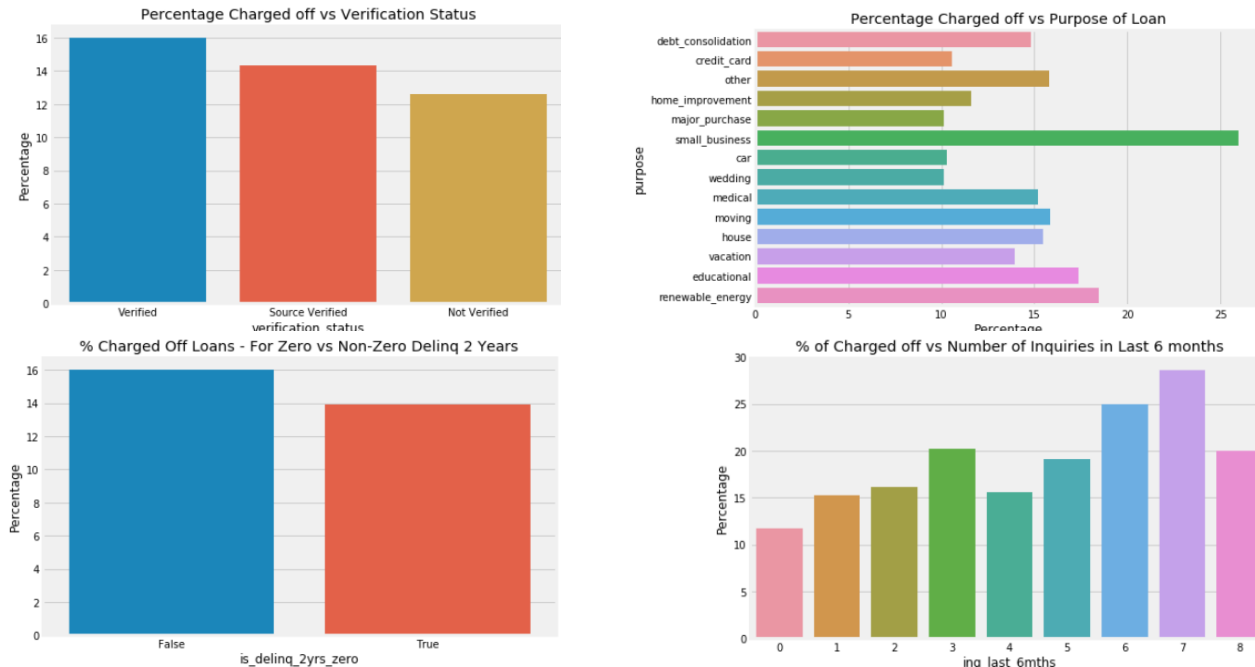 Percentage Charged off vs Verification Status
Percentage
16
14
12
10
8
6
4
2
0
Verified Source Verified Not Verified
verification_status
Percentage Charged off vs Purpose of Loan
purpose
debt_consolidation
credit_card
other
home_improvement
major_purchase
small_business
car
wedding
medical
moving
house
vacation
educational
renewable_energy
0 5 10 15 20 25
Percentage
% Charged Off Loans - For Zero vs Non-Zero Delinq 2 Years
Percentage
16
14
12
10
8
6
4
2
0
False True
is_delinq_2yrs_zero
% of Charged off vs Number of Inquiries in Last 6 months
Percentage
30
25
20
15
10
5
0
0 1 2 3 4 5 6 7 8
inq_last_6mths